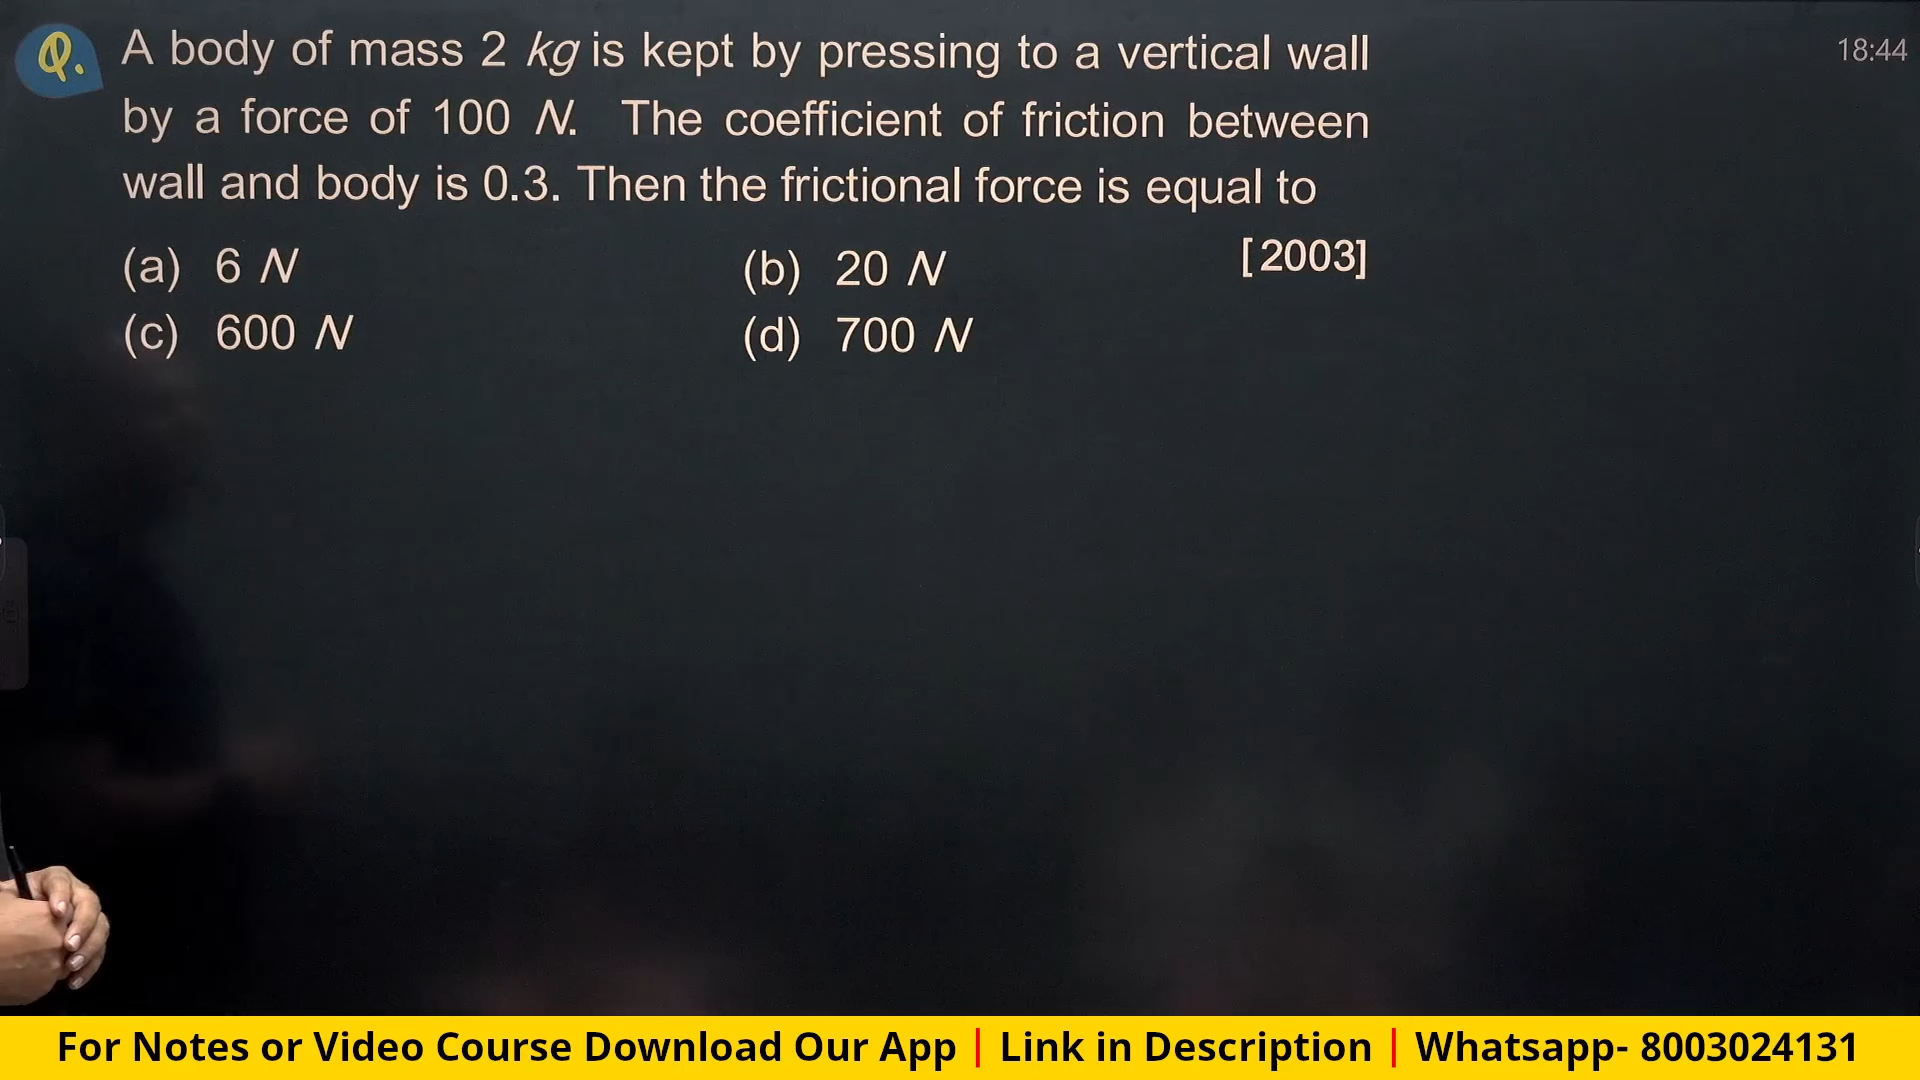 Q.
A body of mass 2 kg is kept by pressing to a vertical wall
by a force of 100 N. The coefficient of friction between
wall and body is 0.3. Then the frictional force is equal to
(a) 6 N (b) 20 N [2003]
(c) 600 N (d) 700 N
18:44
For Notes or Video Course Download Our App | Link in Description | Whatsapp- 8003024131